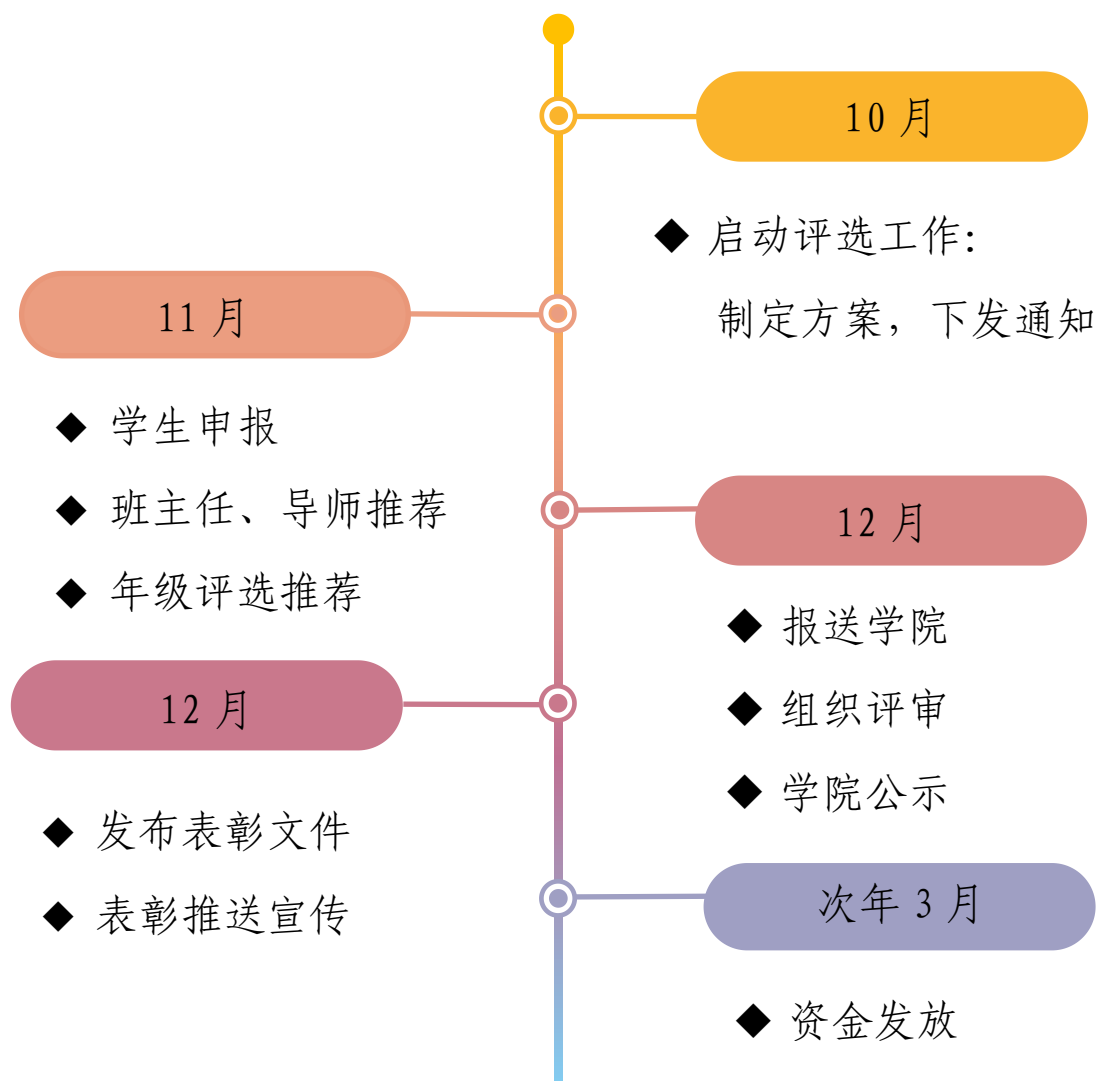 10 月
◆ 启动评选工作:
制定方案，下发通知
11 月
◆ 学生申报
◆ 班主任、导师推荐
◆ 年级评选推荐
12 月
◆ 报送学院
◆ 组织评审
◆ 学院公示
12 月
◆ 发布表彰文件
◆ 表彰推送宣传
次年 3 月
◆ 资金发放